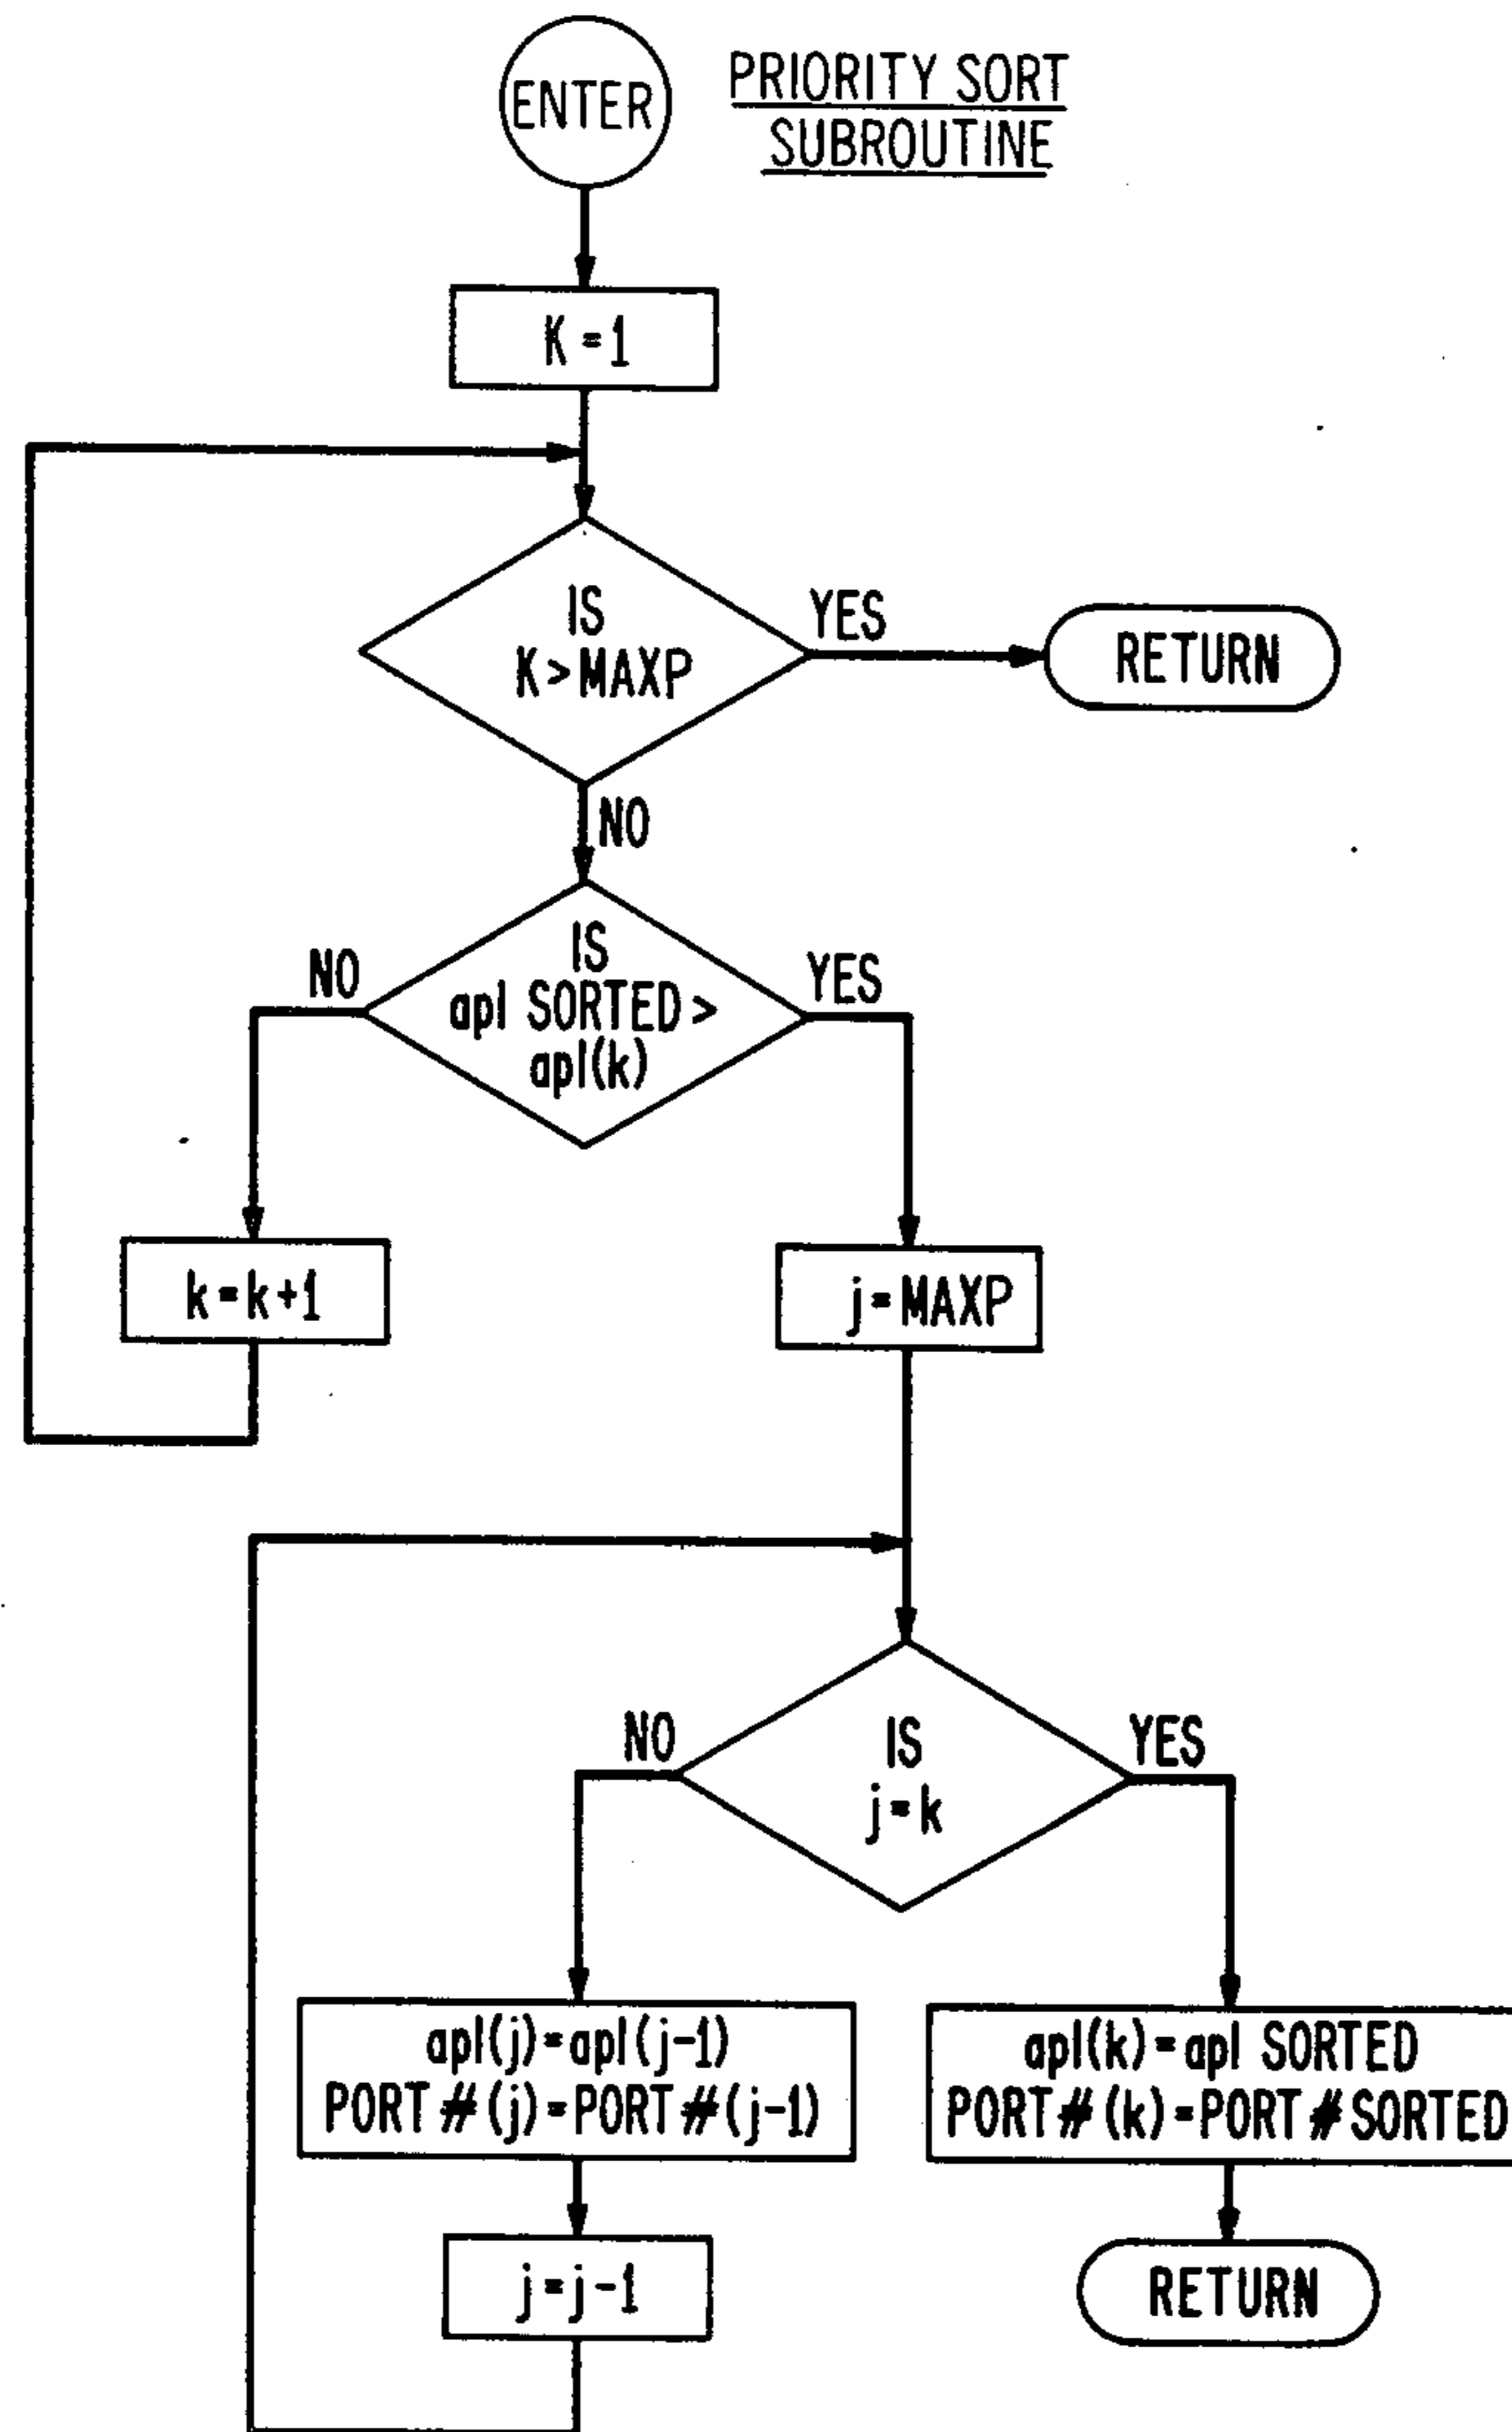 ENTER
PRIORITY SORT
SUBROUTINE
K=1
IS
K>MAXP
YES
RETURN
NO
IS
apl SORTED>
apl(k)
NO
YES
k=k+1
j=MAXP
IS
j=k
NO
YES
apl(j)=apl(j-1)
PORT #(j)=PORT #(j-1)
apl(k)=apl SORTED
PORT #(k)=PORT # SORTED
j=j-1
RETURN